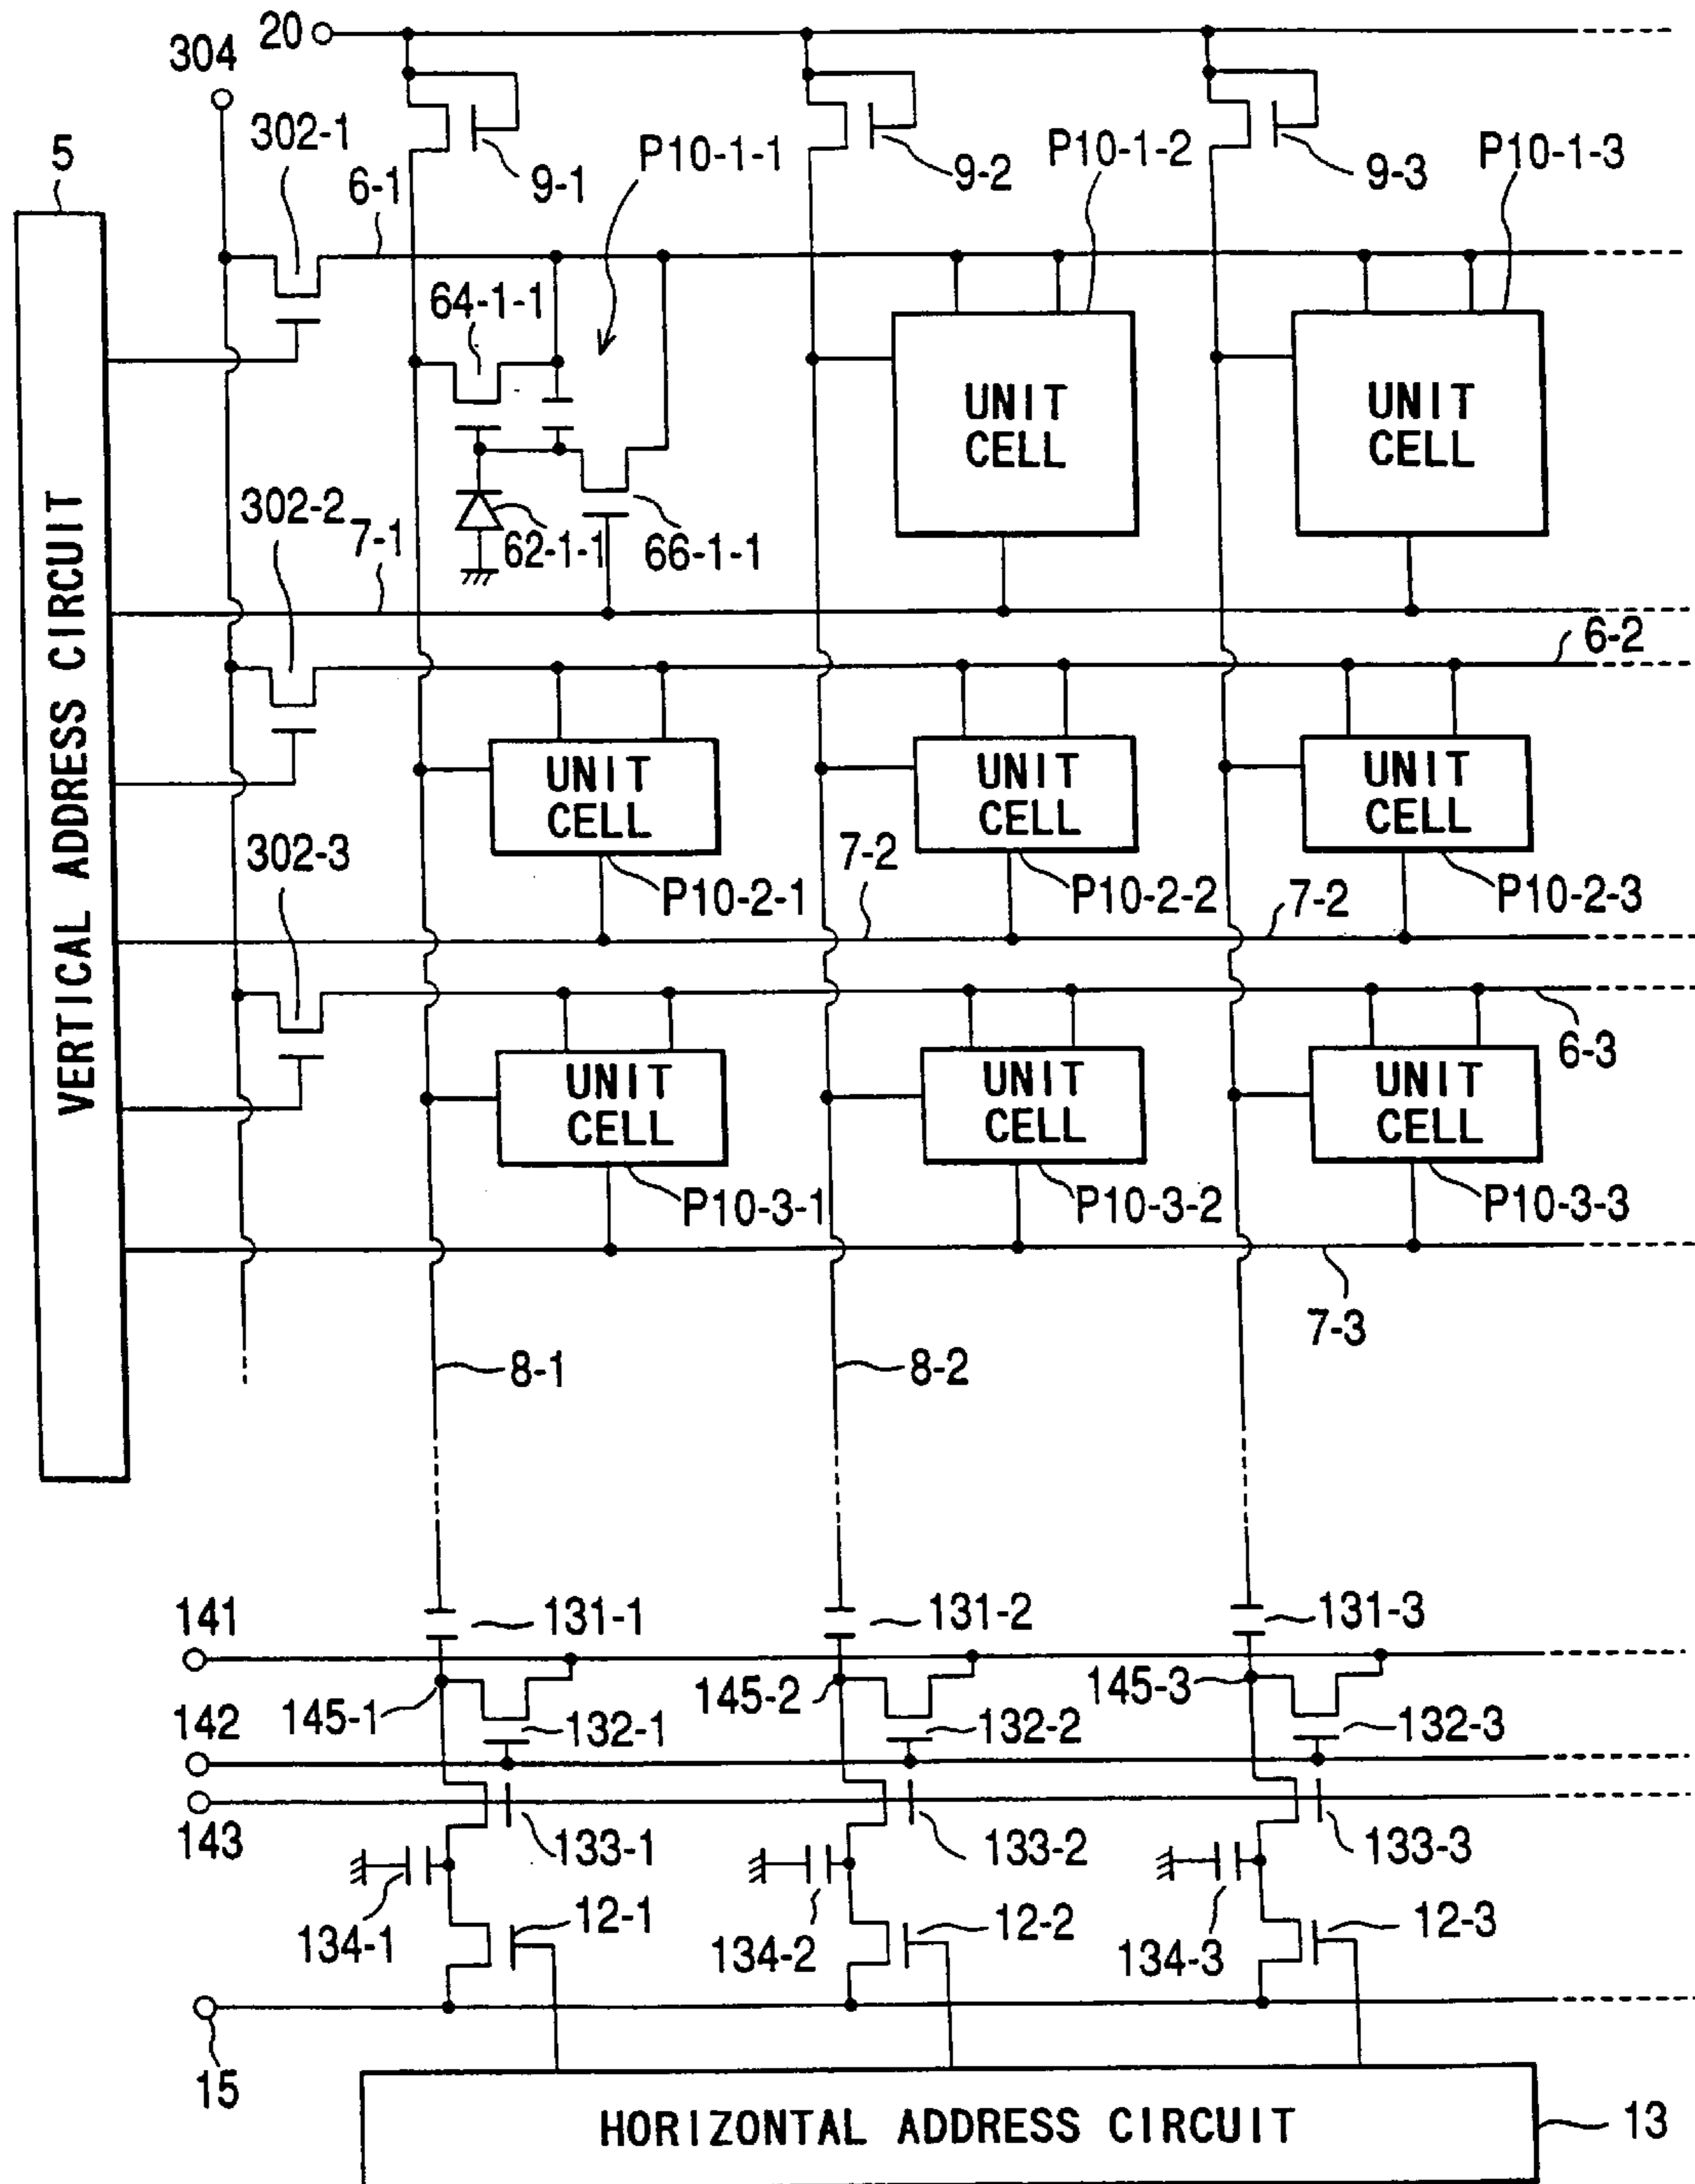 20
304
302-1
5
6-1
9-1
P10-1-1
9-2
P10-1-2
9-3
P10-1-3
64-1-1
UNIT
CELL
UNIT
CELL
302-2
7-1
62-1-1
66-1-1
VERTICAL ADDRESS CIRCUIT
6-2
UNIT
CELL
UNIT
CELL
UNIT
CELL
302-3
7-2
P10-2-1
P10-2-2
7-2
P10-2-3
6-3
UNIT
CELL
UNIT
CELL
UNIT
CELL
P10-3-1
P10-3-2
P10-3-3
7-3
8-1
8-2
141
131-1
131-2
131-3
145-1
145-2
145-3
142
132-1
132-2
132-3
143
133-1
133-2
133-3
134-1
12-1
134-2
12-2
134-3
12-3
15
HORIZONTAL ADDRESS CIRCUIT
13